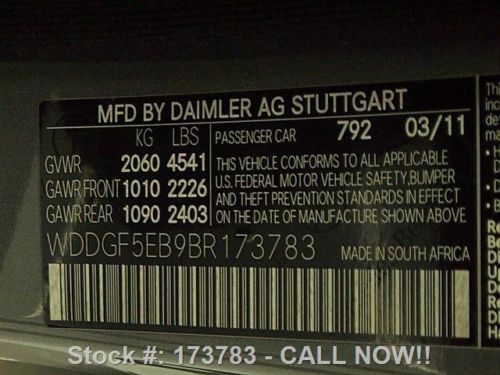 MFD BY DAIMLER AG STUTTGART
KG LBS
GVWR 2060 4541
GAWR FRONT 1010 2226
GAWR REAR 1090 2403
PASSENGER CAR 792 03/11
THIS VEHICLE CONFORMS TO ALL APPLICABLE
U.S. FEDERAL MOTOR VEHICLE SAFETY, BUMPER
AND THEFT PREVENTION STANDARDS IN EFFECT
ON THE DATE OF MANUFACTURE SHOWN ABOVE
WDDGF5EB9BR173783
MADE IN SOUTH AFRICA
Stock #: 173783 - CALL NOW!!